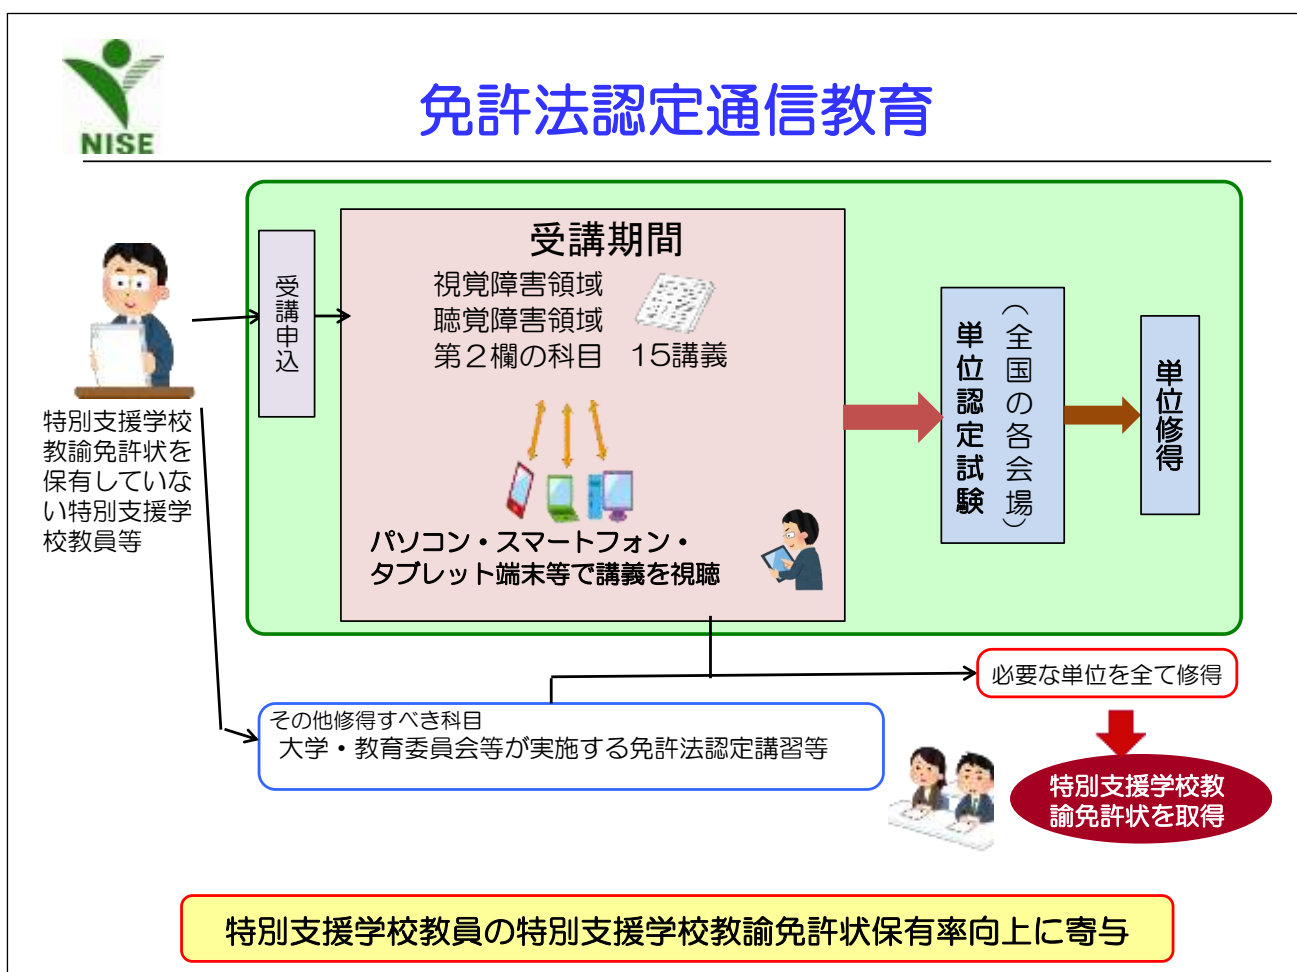 NISE
免許法認定通信教育
特別支援学校
教諭免許状を
保有していな
い特別支援学
校教員等
受講申込
受講期間
視覚障害領域
聴覚障害領域
第２欄の科目　15講義
パソコン・スマートフォン・
タブレット端末等で講義を視聴
単位認定試験
（全国の各会場）
単位修得
その他修得すべき科目
大学・教育委員会等が実施する免許法認定講習等
必要な単位を全て修得
特別支援学校教
諭免許状を取得
特別支援学校教員の特別支援学校教諭免許状保有率向上に寄与